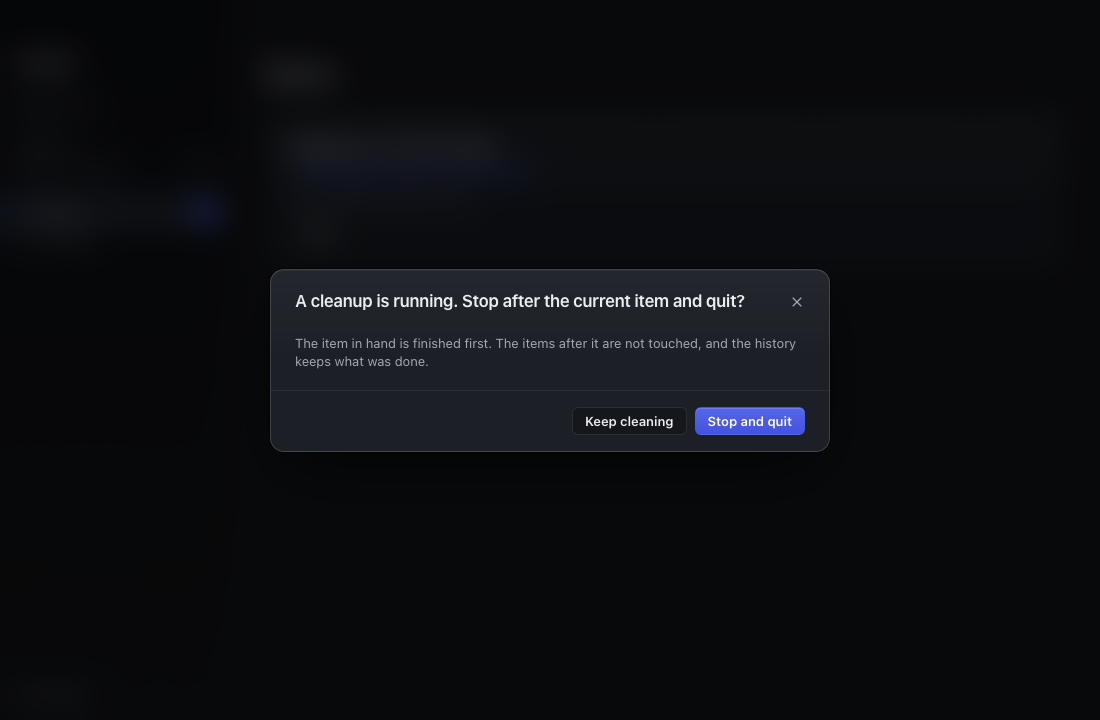 A cleanup is running. Stop after the current item and quit?
The item in hand is finished first. The items after it are not touched, and the history
keeps what was done.
Keep cleaning
Stop and quit